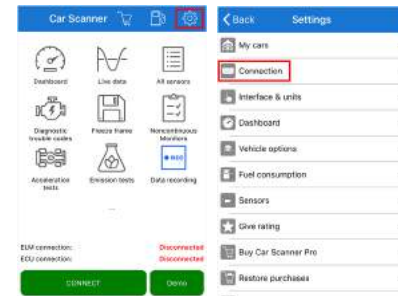 Car Scanner
Dashboard
Live data
All sensors
Diagnostic trouble codes
Freeze frame
Noncontinuous Monitors
Acceleration tests
Emission tests
REC
Data recording
...
ELM connection: Disconnected
ECU connection: Disconnected
CONNECT
Demo
Back
Settings
My cars
Connection
Interface & units
Dashboard
Vehicle options
Fuel consumption
Sensors
Give rating
Buy Car Scanner Pro
Restore purchases